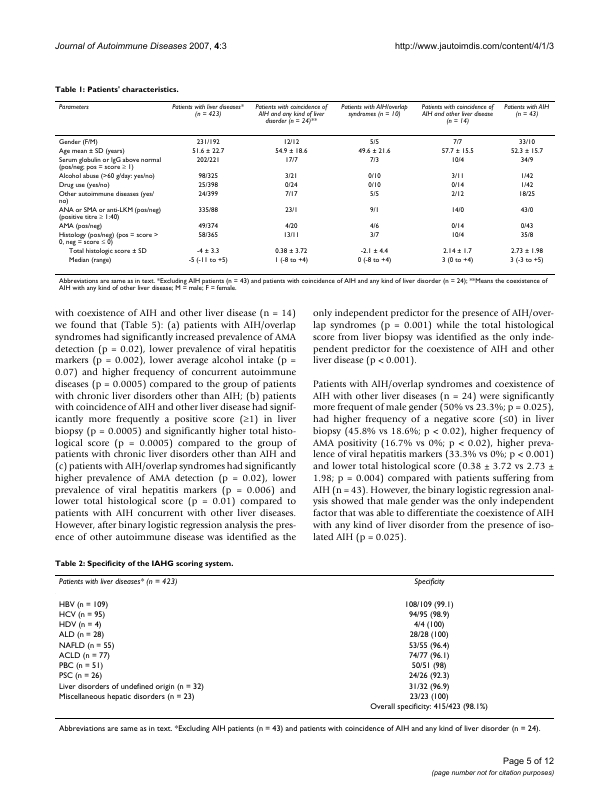 Journal of Autoimmune Diseases 2007, 4:3
http://www.jautoimdis.com/content/4/1/3
Table 1: Patients' characteristics.
Parameters Patients with liver diseases* (n = 423) Patients with coincidence of AIH and any kind of liver disorder (n = 24)** Patients with AIH/overlap syndromes (n = 10) Patients with coincidence of AIH and other liver disease (n = 14) Patients with AIH (n = 43)
Gender (F/M) 231/192 12/12 5/5 7/7 33/10
Age mean ± SD (years) 51.6 ± 22.7 54.9 ± 18.6 49.6 ± 21.6 57.7 ± 15.5 52.3 ± 15.7
Serum globulin or IgG above normal 202/221 17/7 7/3 10/4 34/9
(pos/neg: pos = score ≥ 1)
Alcohol abuse (>60 g/day: yes/no) 98/325 3/21 0/10 3/11 1/42
Drug use (yes/no) 25/398 0/24 0/10 0/14 1/42
Other autoimmune diseases (yes/ 24/399 7/17 5/5 2/12 18/25
no)
ANA or SMA or anti-LKM (pos/neg) 335/88 23/1 9/1 14/0 43/0
(positive titre ≥ 1:40)
AMA (pos/neg) 49/374 4/20 4/6 0/14 0/43
Histology (pos/neg) (pos = score > 58/365 13/11 3/7 10/4 35/8
0, neg = score ≤ 0)
Total histologic score ± SD -4 ± 3.3 0.38 ± 3.72 -2.1 ± 4.4 2.14 ± 1.7 2.73 ± 1.98
Median (range) -5 (-11 to +5) 1 (-8 to +4) 0 (-8 to +4) 3 (0 to +4) 3 (-3 to +5)
Abbreviations are same as in text. *Excluding AIH patients (n = 43) and patients with coincidence of AIH and any kind of liver disorder (n = 24); **Means the coexistence of
AIH with any kind of other liver disease; M = male; F = female.
with coexistence of AIH and other liver disease (n = 14)
we found that (Table 5): (a) patients with AIH/overlap
syndromes had significantly increased prevalence of AMA
detection (p = 0.02), lower prevalence of viral hepatitis
markers (p = 0.002), lower average alcohol intake (p =
0.07) and higher frequency of concurrent autoimmune
diseases (p = 0.0005) compared to the group of patients
with chronic liver disorders other than AIH; (b) patients
with coincidence of AIH and other liver disease had signif-
icantly more frequently a positive score (≥1) in liver
biopsy (p = 0.0005) and significantly higher total histo-
logical score (p = 0.0005) compared to the group of
patients with chronic liver disorders other than AIH and
(c) patients with AIH/overlap syndromes had significantly
higher prevalence of AMA detection (p = 0.02), lower
prevalence of viral hepatitis markers (p = 0.006) and
lower total histological score (p = 0.01) compared to
patients with AIH concurrent with other liver diseases.
However, after binary logistic regression analysis the pres-
ence of other autoimmune disease was identified as the
only independent predictor for the presence of AIH/over-
lap syndromes (p = 0.001) while the total histological
score from liver biopsy was identified as the only inde-
pendent predictor for the coexistence of AIH and other
liver disease (p < 0.001).
Patients with AIH/overlap syndromes and coexistence of
AIH with other liver diseases (n = 24) were significantly
more frequent of male gender (50% vs 23.3%; p = 0.025),
had higher frequency of a negative score (≤0) in liver
biopsy (45.8% vs 18.6%; p < 0.02), higher frequency of
AMA positivity (16.7% vs 0%; p < 0.02), higher preva-
lence of viral hepatitis markers (33.3% vs 0%; p < 0.001)
and lower total histological score (0.38 ± 3.72 vs 2.73 ±
1.98; p = 0.004) compared with patients suffering from
AIH (n = 43). However, the binary logistic regression anal-
ysis showed that male gender was the only independent
factor that was able to differentiate the coexistence of AIH
with any kind of liver disorder from the presence of iso-
lated AIH (p = 0.025).
Table 2: Specificity of the IAHG scoring system.
Patients with liver diseases* (n = 423) Specificity
HBV (n = 109) 108/109 (99.1)
HCV (n = 95) 94/95 (98.9)
HDV (n = 4) 4/4 (100)
ALD (n = 28) 28/28 (100)
NAFLD (n = 55) 53/55 (96.4)
ACLD (n = 77) 74/77 (96.1)
PBC (n = 51) 50/51 (98)
PSC (n = 26) 24/26 (92.3)
Liver disorders of undefined origin (n = 32) 31/32 (96.9)
Miscellaneous hepatic disorders (n = 23) 23/23 (100)
Overall specificity: 415/423 (98.1%)
Abbreviations are same as in text. *Excluding AIH patients (n = 43) and patients with coincidence of AIH and any kind of liver disorder (n = 24).
Page 5 of 12
(page number not for citation purposes)